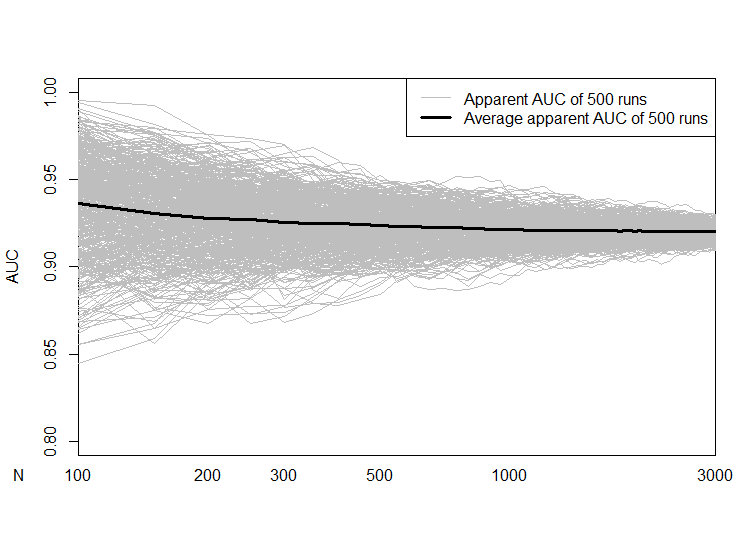 1.00
Apparent AUC of 500 runs
Average apparent AUC of 500 runs
0.95
AUC
0.90
0.85
0.80
N 100 200 300 500 1000 3000